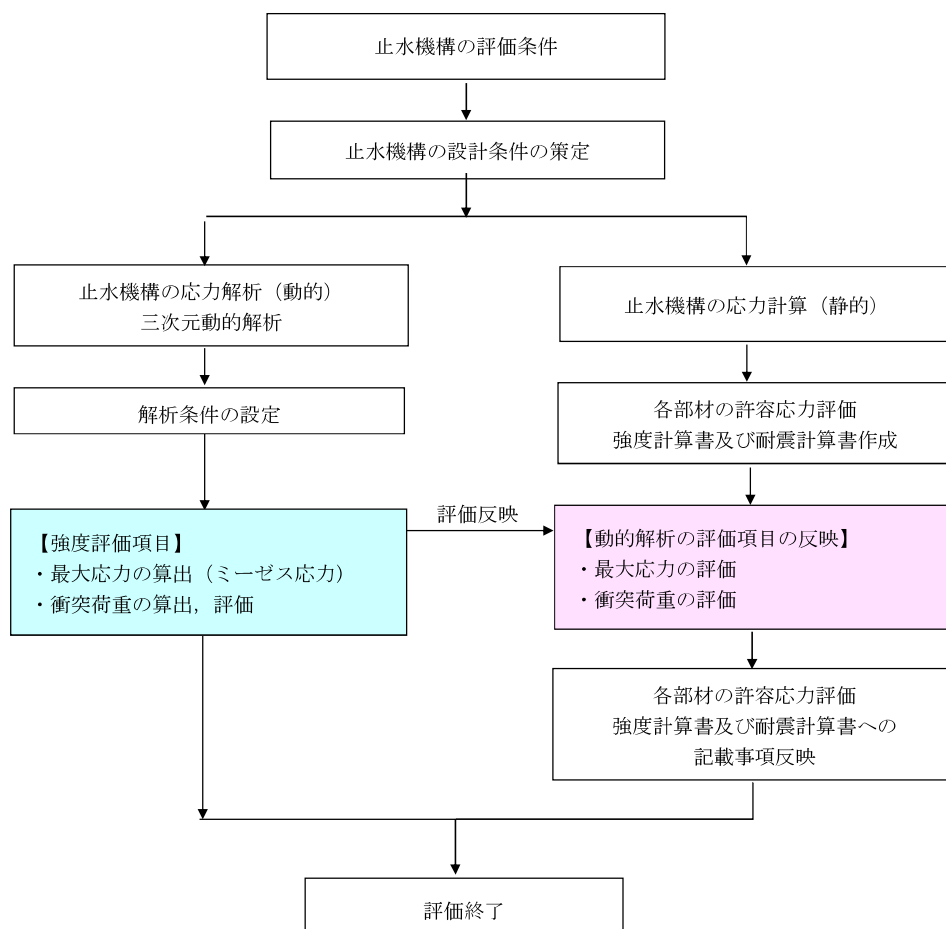 止水機構の評価条件
止水機構の設計条件の策定
止水機構の応力解析（動的）
三次元動的解析
解析条件の設定
【強度評価項目】
・最大応力の算出（ミーゼス応力）
・衝突荷重の算出，評価
評価反映
止水機構の応力計算（静的）
各部材の許容応力評価
強度計算書及び耐震計算書作成
【動的解析の評価項目の反映】
・最大応力の評価
・衝突荷重の評価
各部材の許容応力評価
強度計算書及び耐震計算書への
記載事項反映
評価終了